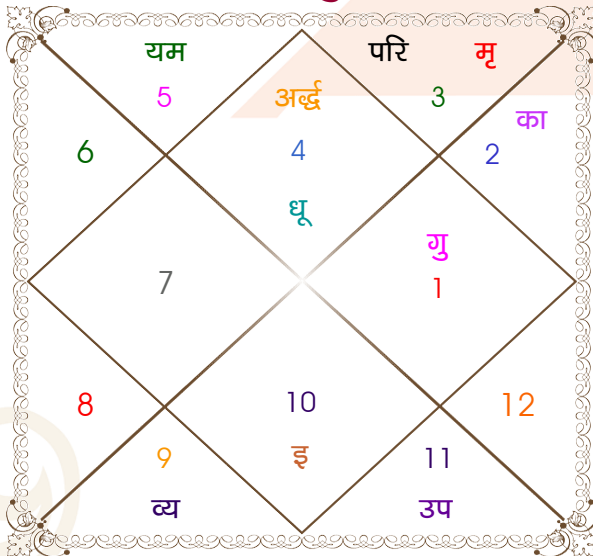 यम परि मृ
5 अर्द्ध 3 का
6 4 2
धू
गु
7 1
8 10 12
9 इ 11
व्य उप